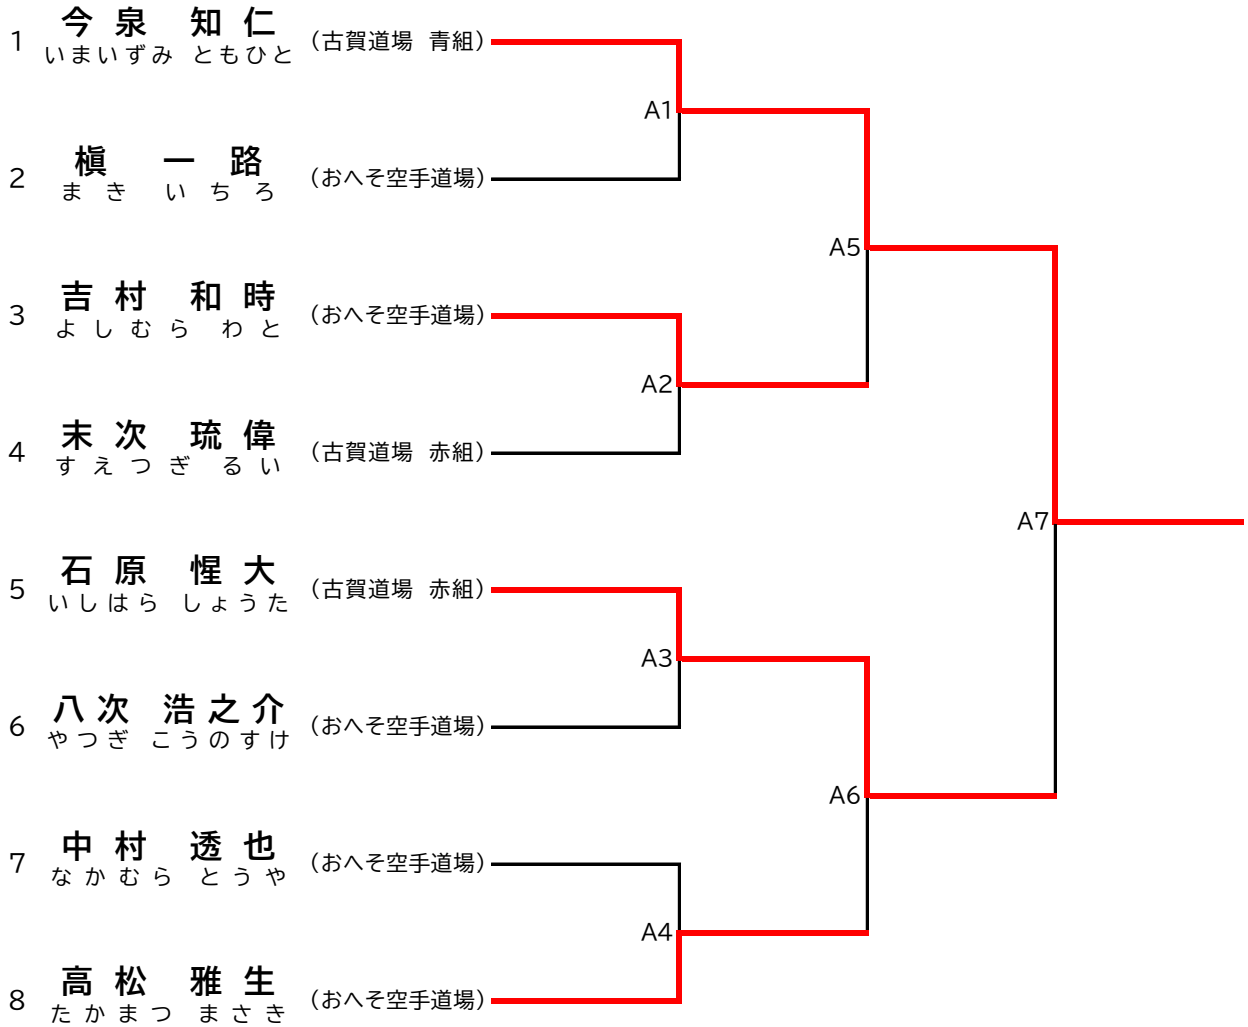 1 今泉 知仁 (古賀道場 青組)
いまいずみ ともひと
A1
2 槇 一路 (おへそ空手道場)
まき いちろ
A5
3 吉村 和時 (おへそ空手道場)
よしむら わと
A2
4 末次 琉偉 (古賀道場 赤組)
すえつぎ るい
A7
5 石原 惺大 (古賀道場 赤組)
いしはら しょうた
A3
6 八次 浩之介 (おへそ空手道場)
やつぎ こうのすけ
A6
7 中村 透也 (おへそ空手道場)
なかむら とうや
A4
8 高松 雅生 (おへそ空手道場)
たかまつ まさき